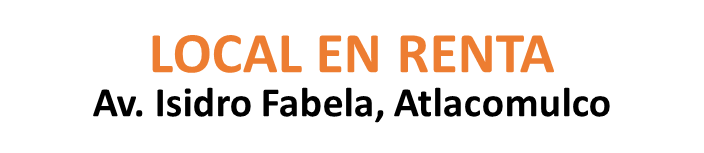 LOCAL EN RENTA
Av. Isidro Fabela, Atlacomulco